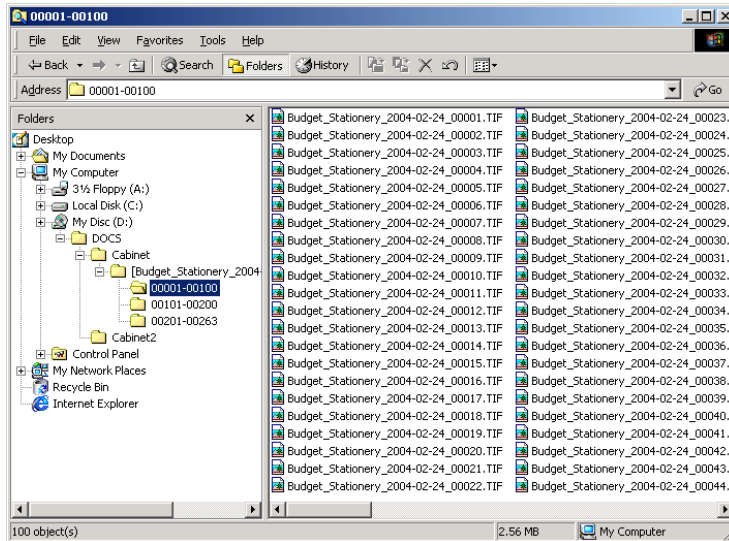 00001-00100
File Edit View Favorites Tools Help
Back Search Folders History
Address 00001-00100 Go
Folders
Desktop
My Documents
My Computer
3½ Floppy (A:)
Local Disk (C:)
My Disc (D:)
DOCS
Cabinet
[Budget_Stationery_2004-
00001-00100
00101-00200
00201-00263
Cabinet2
Control Panel
My Network Places
Recycle Bin
Internet Explorer
Budget_Stationery_2004-02-24_00001.TIF
Budget_Stationery_2004-02-24_00002.TIF
Budget_Stationery_2004-02-24_00003.TIF
Budget_Stationery_2004-02-24_00004.TIF
Budget_Stationery_2004-02-24_00005.TIF
Budget_Stationery_2004-02-24_00006.TIF
Budget_Stationery_2004-02-24_00007.TIF
Budget_Stationery_2004-02-24_00008.TIF
Budget_Stationery_2004-02-24_00009.TIF
Budget_Stationery_2004-02-24_00010.TIF
Budget_Stationery_2004-02-24_00011.TIF
Budget_Stationery_2004-02-24_00012.TIF
Budget_Stationery_2004-02-24_00013.TIF
Budget_Stationery_2004-02-24_00014.TIF
Budget_Stationery_2004-02-24_00015.TIF
Budget_Stationery_2004-02-24_00016.TIF
Budget_Stationery_2004-02-24_00017.TIF
Budget_Stationery_2004-02-24_00018.TIF
Budget_Stationery_2004-02-24_00019.TIF
Budget_Stationery_2004-02-24_00020.TIF
Budget_Stationery_2004-02-24_00021.TIF
Budget_Stationery_2004-02-24_00022.TIF
Budget_Stationery_2004-02-24_00023.
Budget_Stationery_2004-02-24_00024.
Budget_Stationery_2004-02-24_00025.
Budget_Stationery_2004-02-24_00026.
Budget_Stationery_2004-02-24_00027.
Budget_Stationery_2004-02-24_00028.
Budget_Stationery_2004-02-24_00029.
Budget_Stationery_2004-02-24_00030.
Budget_Stationery_2004-02-24_00031.
Budget_Stationery_2004-02-24_00032.
Budget_Stationery_2004-02-24_00033.
Budget_Stationery_2004-02-24_00034.
Budget_Stationery_2004-02-24_00035.
Budget_Stationery_2004-02-24_00036.
Budget_Stationery_2004-02-24_00037.
Budget_Stationery_2004-02-24_00038.
Budget_Stationery_2004-02-24_00039.
Budget_Stationery_2004-02-24_00040.
Budget_Stationery_2004-02-24_00041.
Budget_Stationery_2004-02-24_00042.
Budget_Stationery_2004-02-24_00043.
Budget_Stationery_2004-02-24_00044.
100 object(s) 2.56 MB My Computer